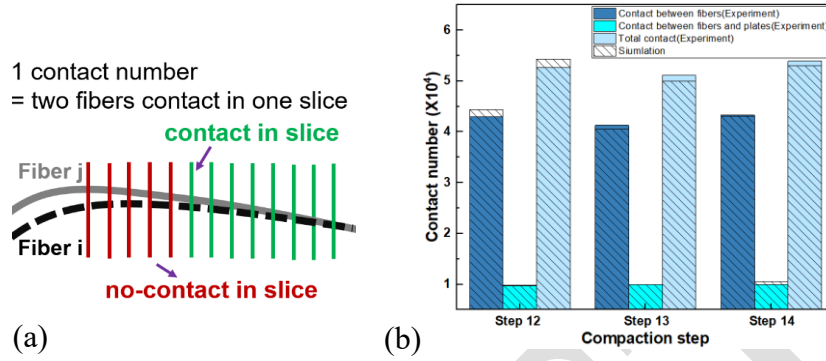 1 contact number
= two fibers contact in one slice
contact in slice
Fiber j
Fiber i
no-contact in slice
(a)
Contact between fibers(Experiment)
Contact between fibers and plates(Experiment)
Total contact(Experiment)
Siumlation
Contact number (X10⁴)
6
5
4
3
2
1
Step 12
Step 13
Step 14
Compaction step
(b)